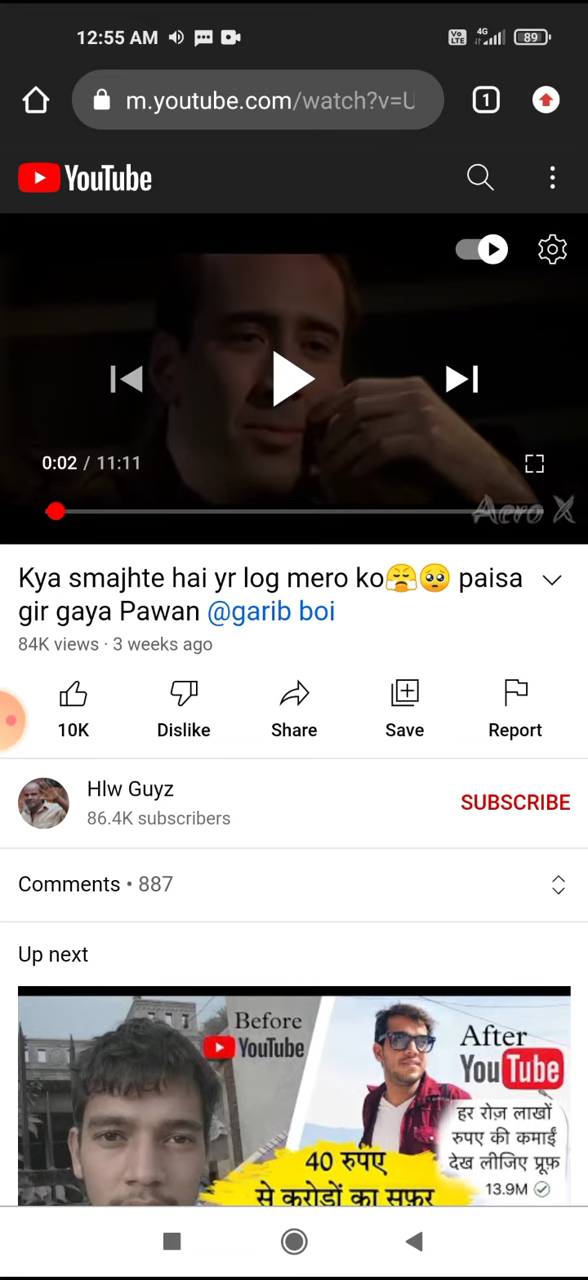 12:55 AM
Vo
LTE
4G
89
m.youtube.com/watch?v=U
1
YouTube
0:02 / 11:11
Aero X
Kya smajhte hai yr log mero ko😤🥺 paisa
gir gaya Pawan @garib boi
84K views · 3 weeks ago
10K
Dislike
Share
Save
Report
Hlw Guyz
86.4K subscribers
SUBSCRIBE
Comments • 887
Up next
Before
YouTube
After
YouTube
हर रोज़ लाखों
रुपए की कमाई
देख लीजिए प्रूफ़
13.9M
40 रुपए
से करोड़ों का सफर